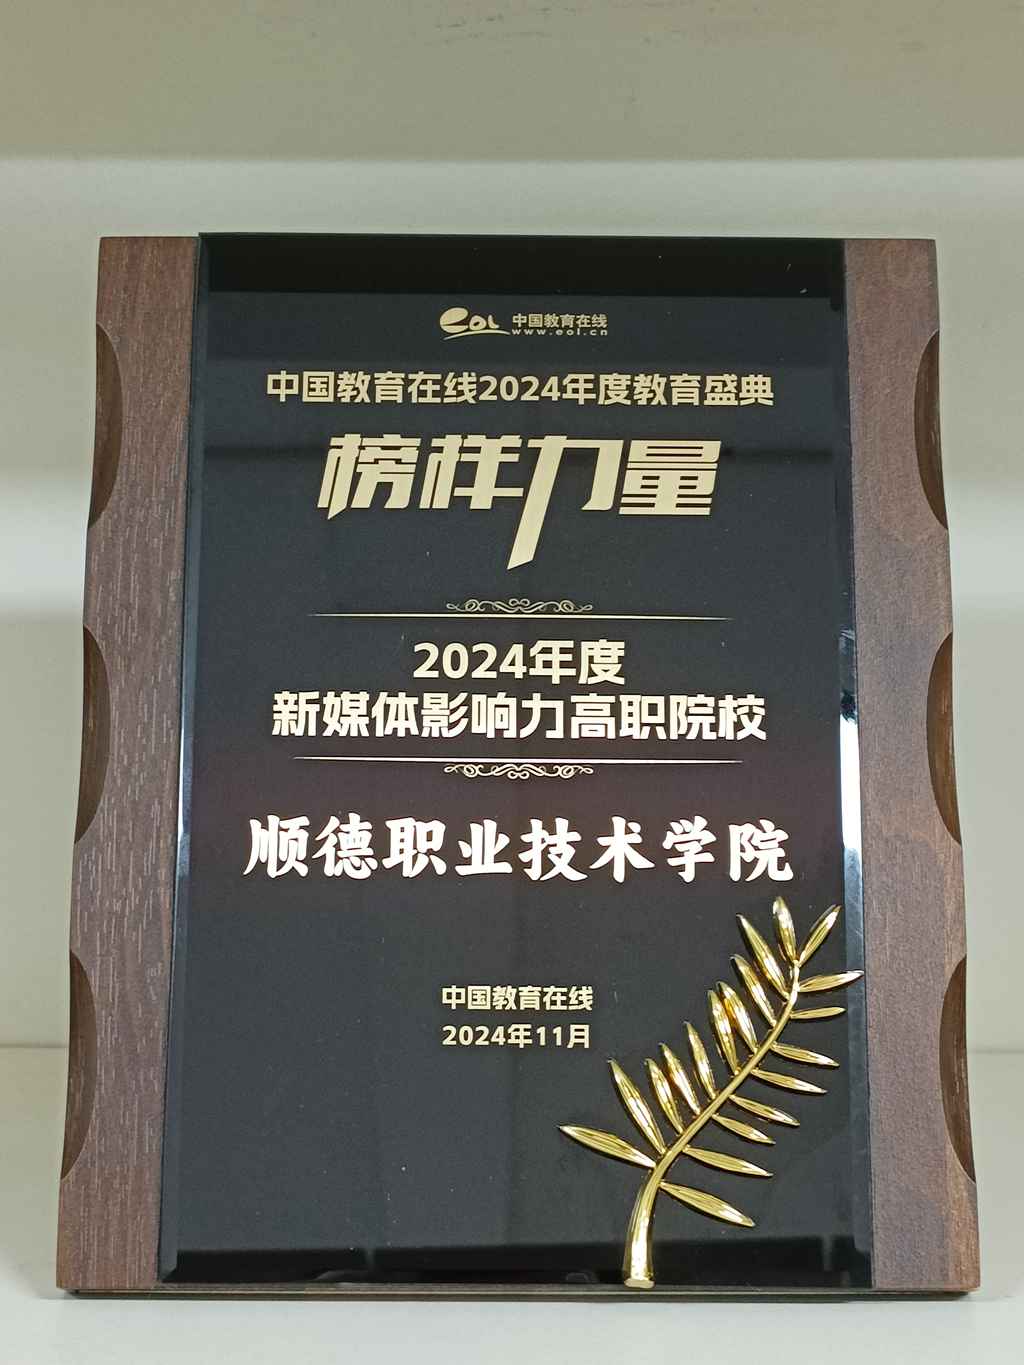 eoL 中国教育在线
www.eol.cn
中国教育在线2024年度教育盛典
榜样力量
2024年度
新媒体影响力高职院校
顺德职业技术学院
中国教育在线
2024年11月